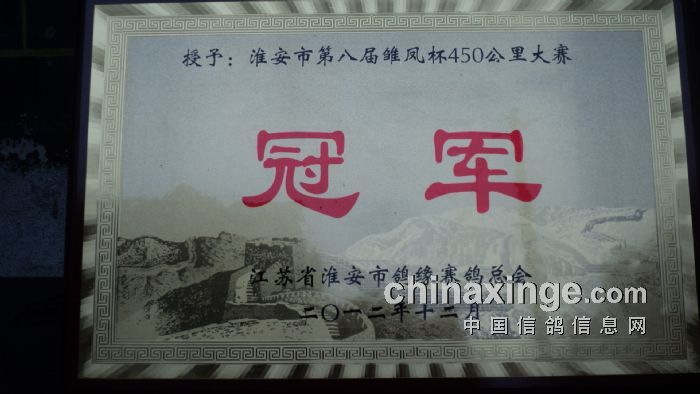 授予：淮安市第八届雏凤杯450公里大赛
冠军
江苏省淮安市鸽缘赛鸽总会
二〇一二年十二月
chinaxinge.com
中国信鸽信息网